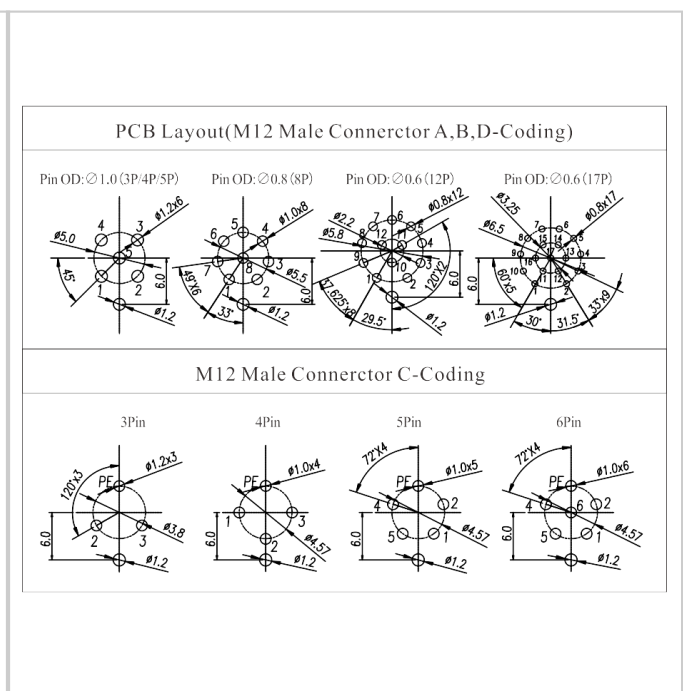 PCB Layout(M12 Male Connerctor A,B,D-Coding)
Pin OD:∅1.0(3P/4P/5P) Pin OD:∅0.8(8P) Pin OD:∅0.6(12P) Pin OD:∅0.6(17P)
ø5.0 4 3 ø1.2x6 5 1 2 45° 6.0 ø1.2
5 6 4 ø1.0x8 7 8 3 ø5.5 1 2 49°X6 33° 6.0 ø1.2
ø2.2 ø5.8 7 6 5 ø0.8x12 8 12 11 4 9 10 3 1 2 120°X2 6.0 29.5° ø1.2
ø3.25 ø6.5 7 6 ø0.8x17 8 15 14 5 9 16 17 13 4 10 11 12 3 1 2 60°X5 6.0 ø1.2 30° 31.5° 33°x9
M12 Male Connerctor C-Coding
3Pin 4Pin 5Pin 6Pin
120°x3 PE ø1.2x3 2 3 ø3.8 6.0 ø1.2
PE ø1.0x4 1 3 2 ø4.57 6.0 ø1.2
72°X4 PE ø1.0x5 4 2 5 1 ø4.57 6.0 ø1.2
72°X4 PE ø1.0x6 4 2 6 5 1 ø4.57 6.0 ø1.2